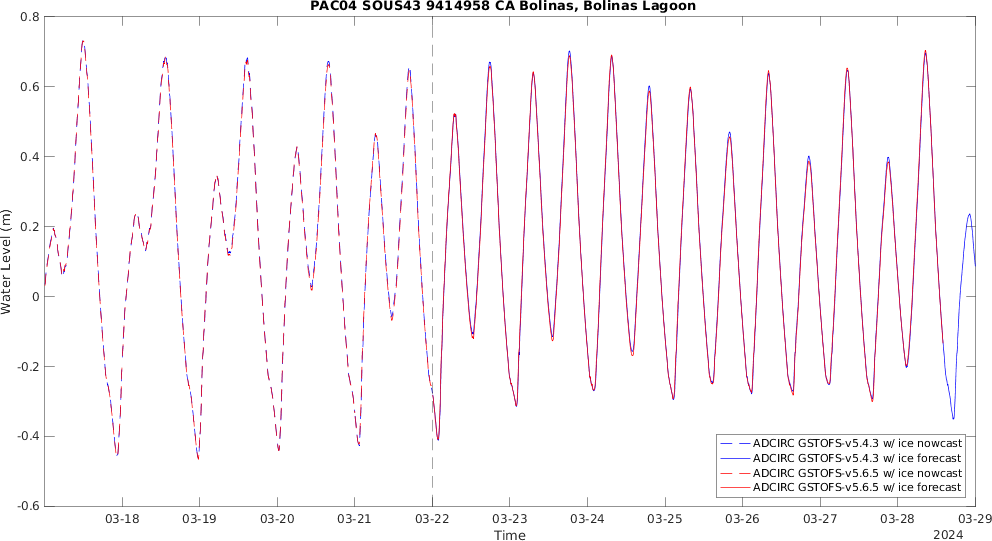 PAC04 SOUS43 9414958 CA Bolinas, Bolinas Lagoon
Water Level (m)
0.8
0.6
0.4
0.2
0
-0.2
-0.4
-0.6
ADCIRC GSTOFS-v5.4.3 w/ ice nowcast
ADCIRC GSTOFS-v5.4.3 w/ ice forecast
ADCIRC GSTOFS-v5.6.5 w/ ice nowcast
ADCIRC GSTOFS-v5.6.5 w/ ice forecast
03-18 03-19 03-20 03-21 03-22 03-23 03-24 03-25 03-26 03-27 03-28 03-29
Time
2024